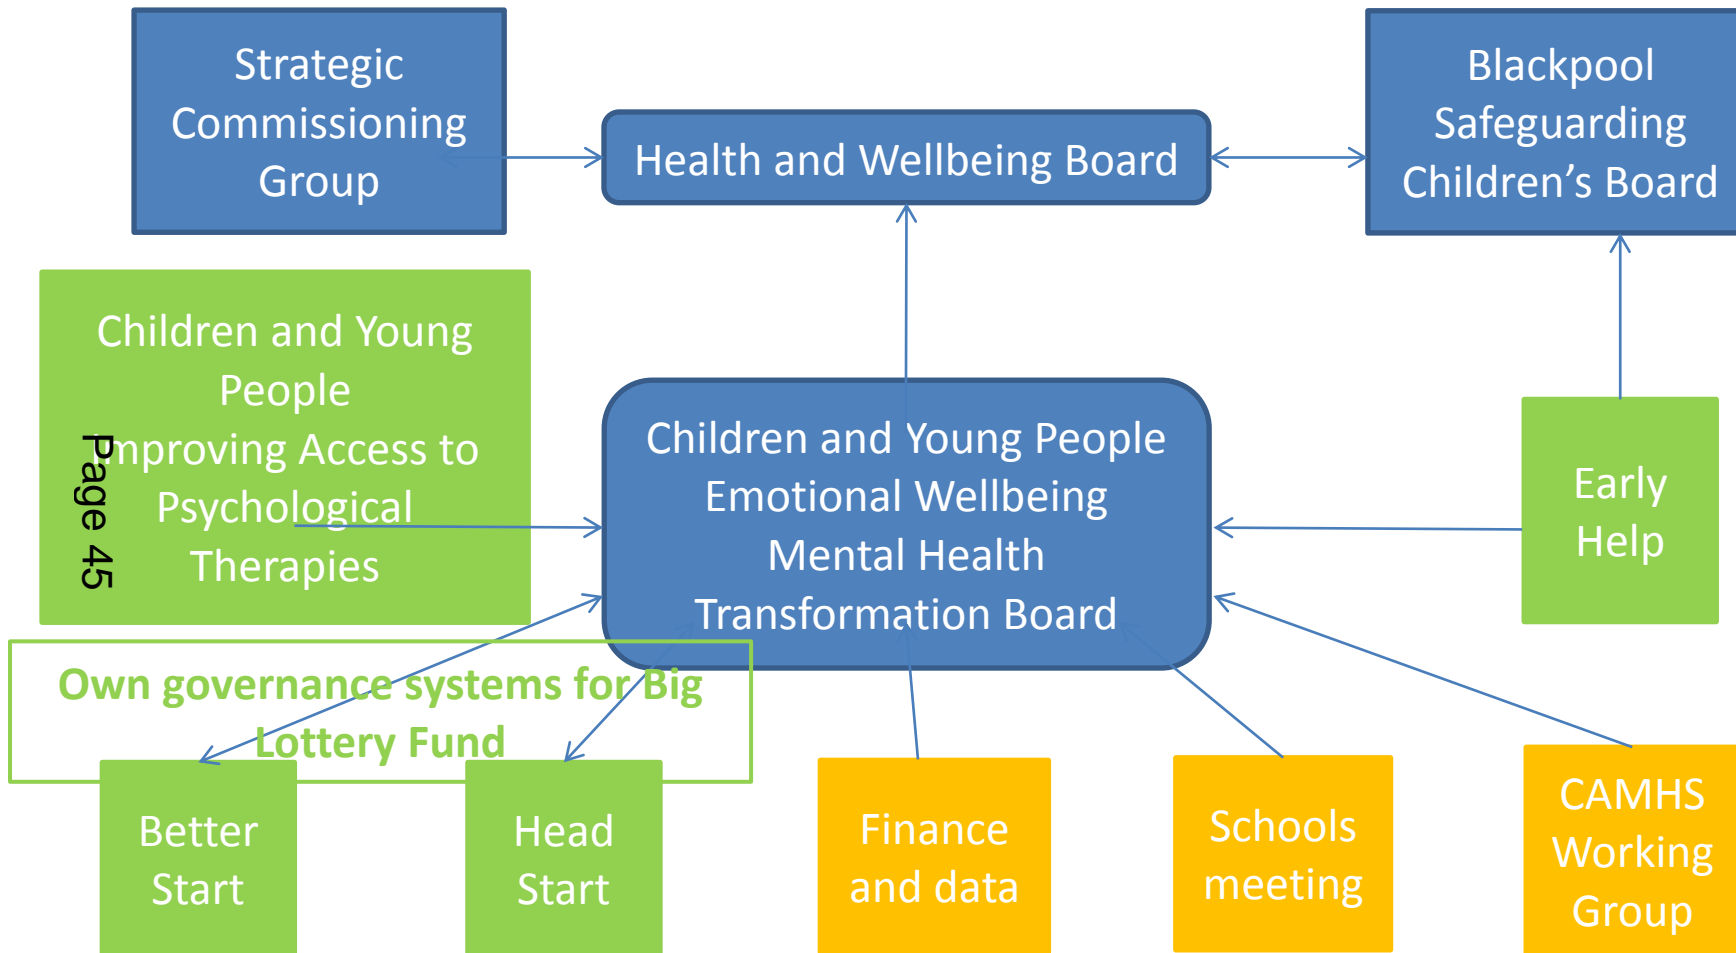 Strategic
Commissioning
Group
Health and Wellbeing Board
Blackpool
Safeguarding
Children’s Board
Children and Young
People
Improving Access to
Psychological
Therapies
Page 45
Children and Young People
Emotional Wellbeing
Mental Health
Transformation Board
Early
Help
Own governance systems for Big
Lottery Fund
Better
Start
Head
Start
Finance
and data
Schools
meeting
CAMHS
Working
Group